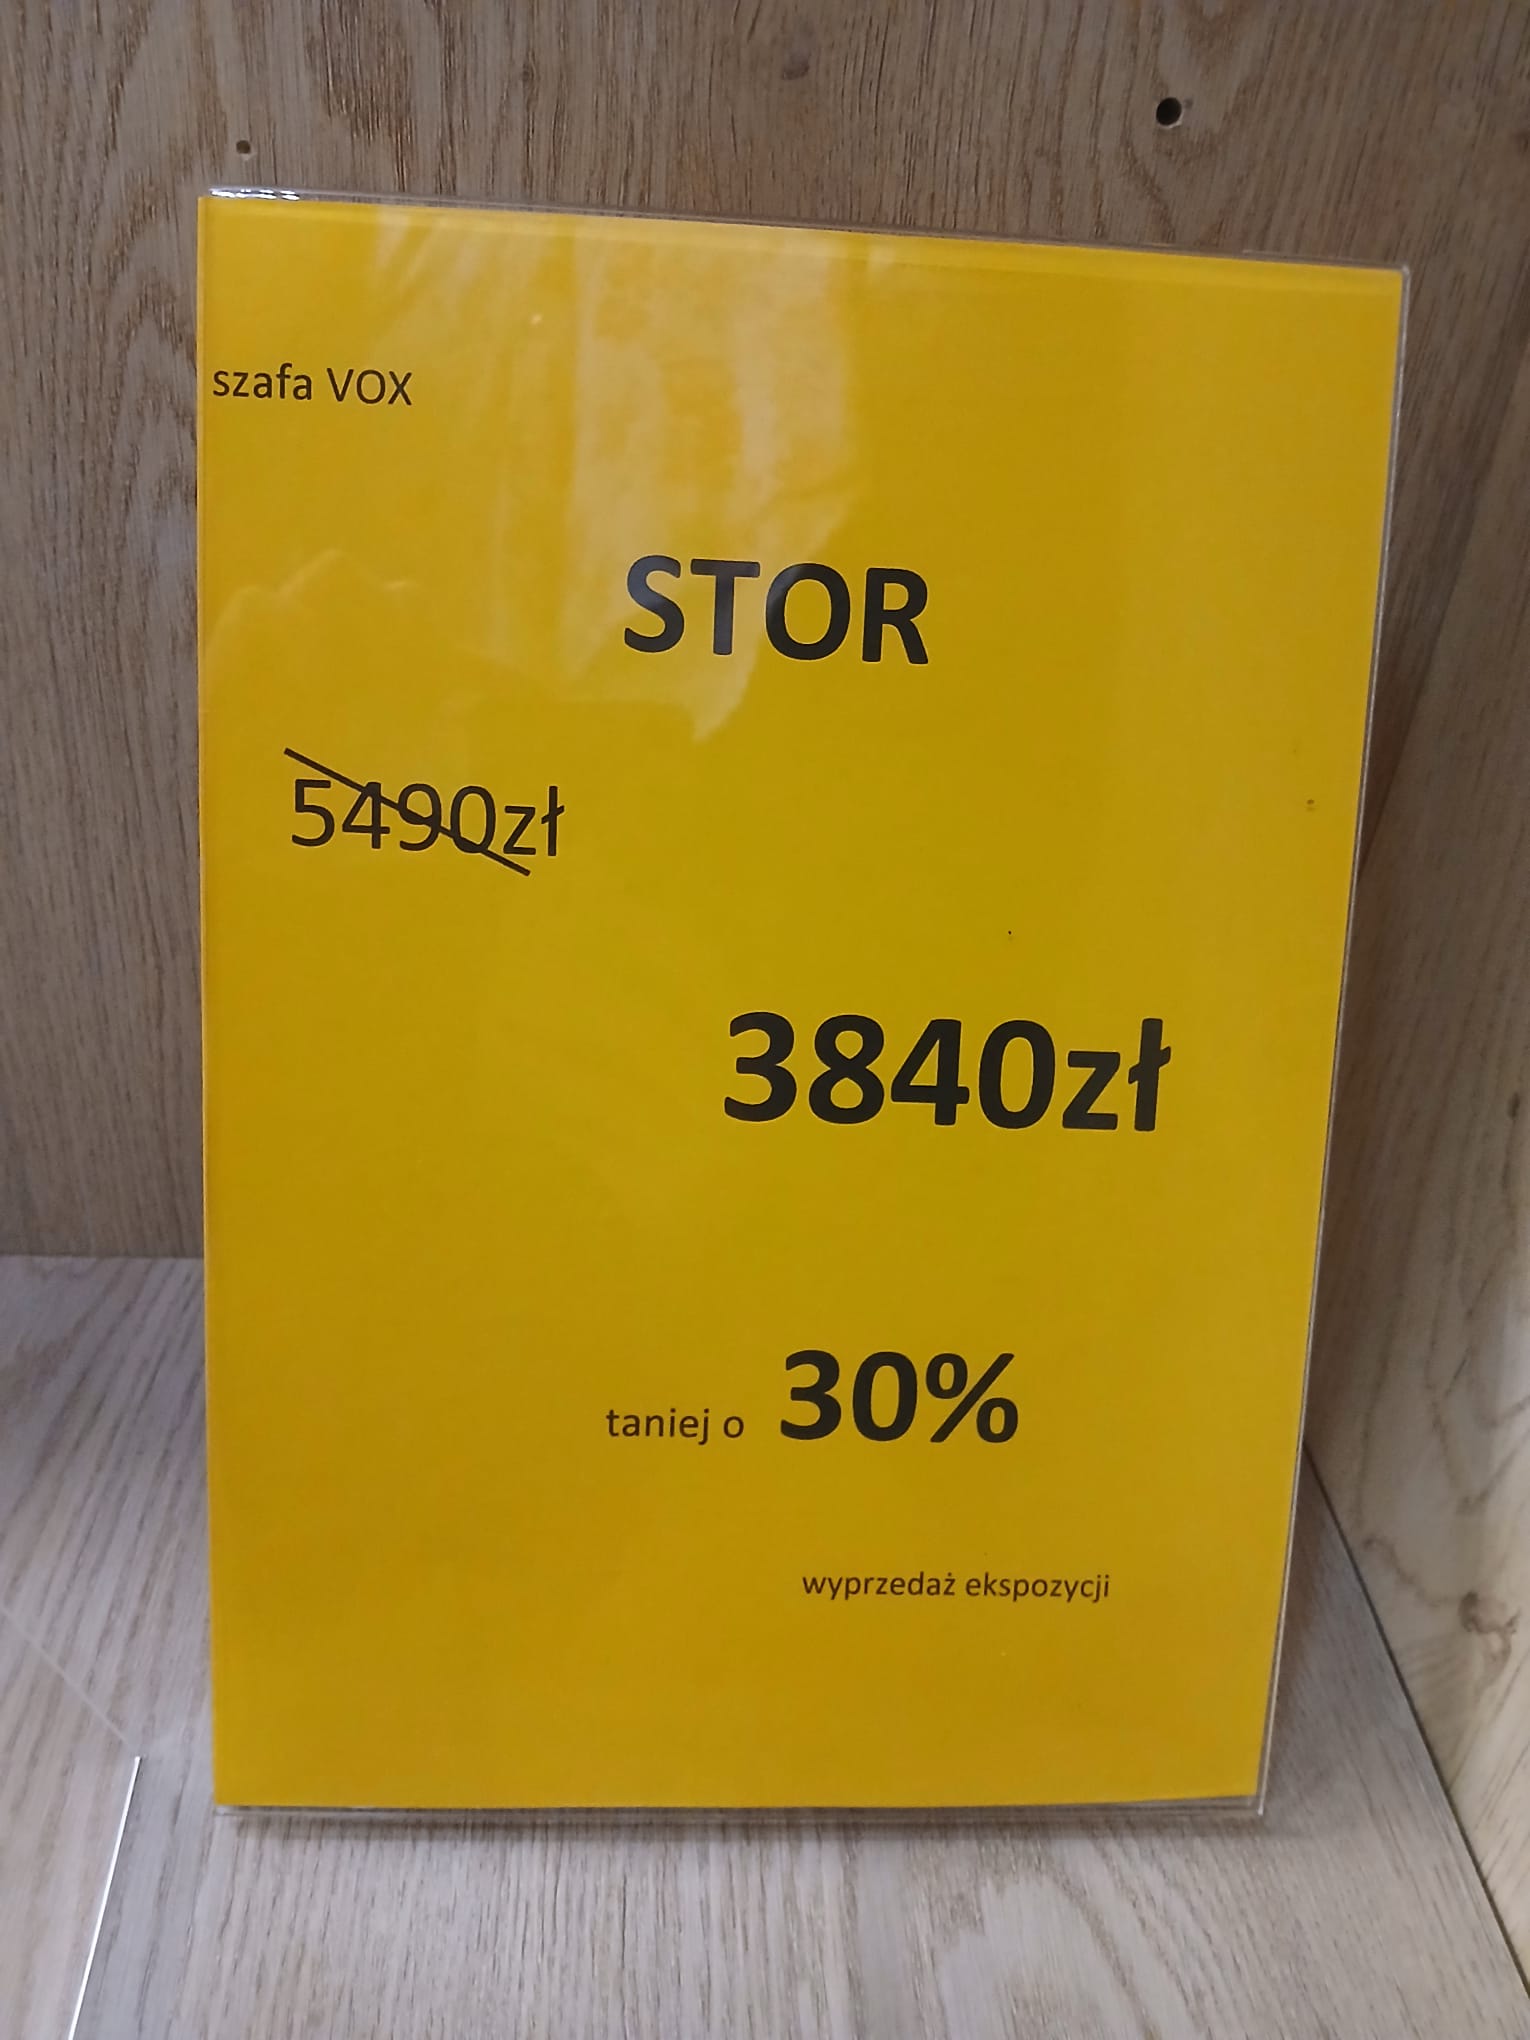 szafa VOX
STOR
5490zł
3840zł
taniej o 30%
wyprzedaż ekspozycji